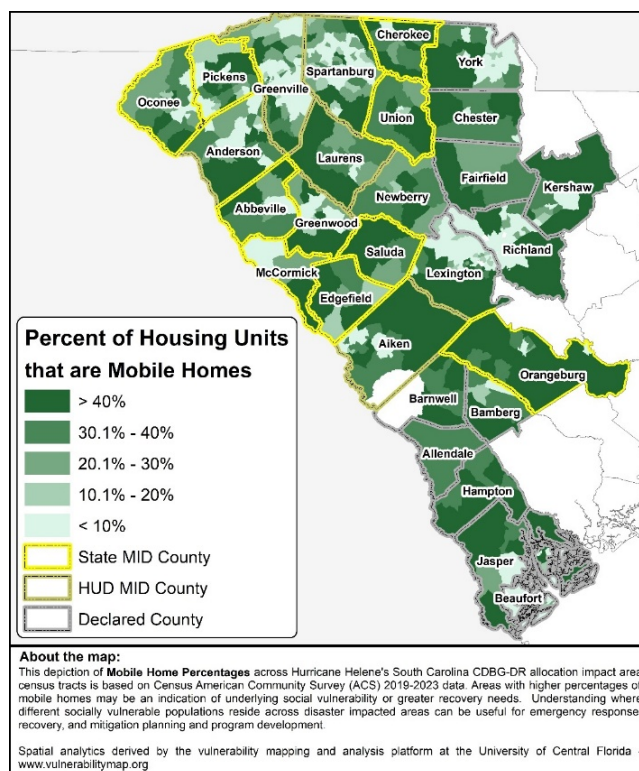 Cherokee
York
Pickens
Spartanburg
Oconee
Greenville
Union
Chester
Anderson
Laurens
Fairfield
Kershaw
Newberry
Abbeville
Greenwood
Richland
Saluda
McCormick
Lexington
Edgefield
Aiken
Orangeburg
Barnwell
Bamberg
Allendale
Hampton
Jasper
Beaufort
Percent of Housing Units
that are Mobile Homes
> 40%
30.1% - 40%
20.1% - 30%
10.1% - 20%
< 10%
State MID County
HUD MID County
Declared County
About the map:
This depiction of Mobile Home Percentages across Hurricane Helene's South Carolina CDBG-DR allocation impact area
census tracts is based on Census American Community Survey (ACS) 2019-2023 data. Areas with higher percentages of
mobile homes may be an indication of underlying social vulnerability or greater recovery needs. Understanding where
different socially vulnerable populations reside across disaster impacted areas can be useful for emergency response,
recovery, and mitigation planning and program development.
Spatial analytics derived by the vulnerability mapping and analysis platform at the University of Central Florida -
www.vulnerabilitymap.org